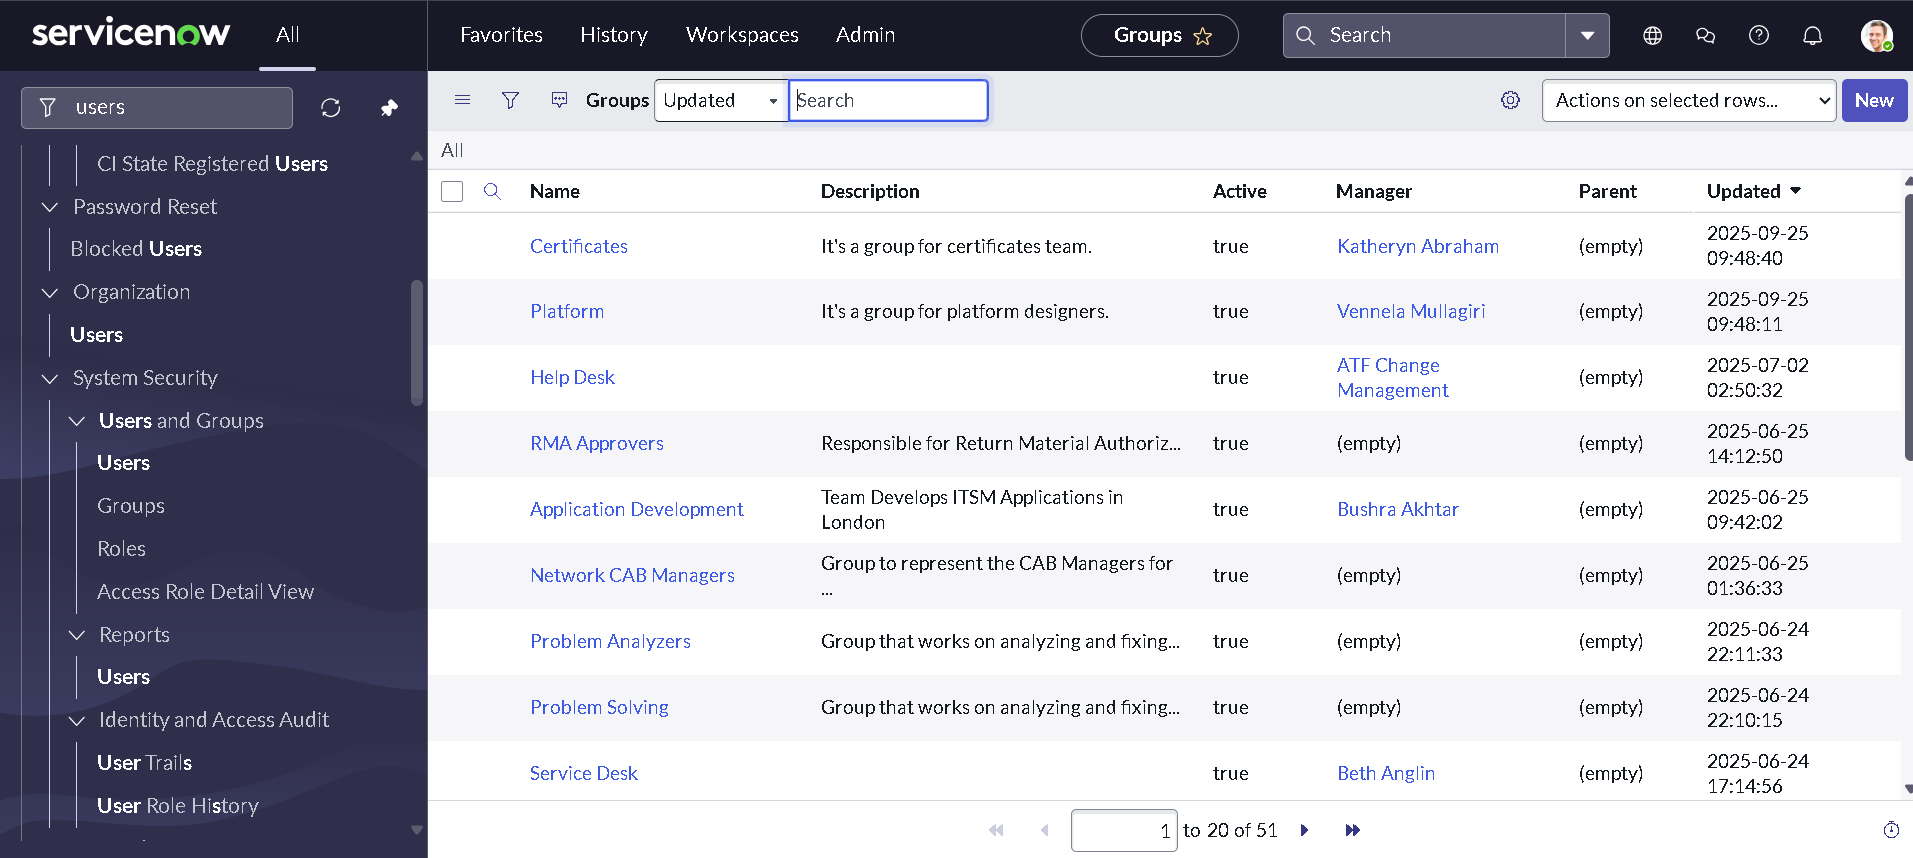 servicenow
All
Favorites
History
Workspaces
Admin
Groups
Search
users
CI State Registered Users
Password Reset
Blocked Users
Organization
Users
System Security
Users and Groups
Users
Groups
Roles
Access Role Detail View
Reports
Users
Identity and Access Audit
User Trails
User Role History
Groups
Updated
Search
Actions on selected rows...
New
All
Name Description Active Manager Parent Updated
Certificates It's a group for certificates team. true Katheryn Abraham (empty) 2025-09-25
09:48:40
Platform It's a group for platform designers. true Vennela Mullagiri (empty) 2025-09-25
09:48:11
Help Desk true ATF Change
Management (empty) 2025-07-02
02:50:32
RMA Approvers Responsible for Return Material Authoriz... true (empty) (empty) 2025-06-25
14:12:50
Application Development Team Develops ITSM Applications in
London true Bushra Akhtar (empty) 2025-06-25
09:42:02
Network CAB Managers Group to represent the CAB Managers for
... true (empty) (empty) 2025-06-25
01:36:33
Problem Analyzers Group that works on analyzing and fixing... true (empty) (empty) 2025-06-24
22:11:33
Problem Solving Group that works on analyzing and fixing... true (empty) (empty) 2025-06-24
22:10:15
Service Desk true Beth Anglin (empty) 2025-06-24
17:14:56
1 to 20 of 51